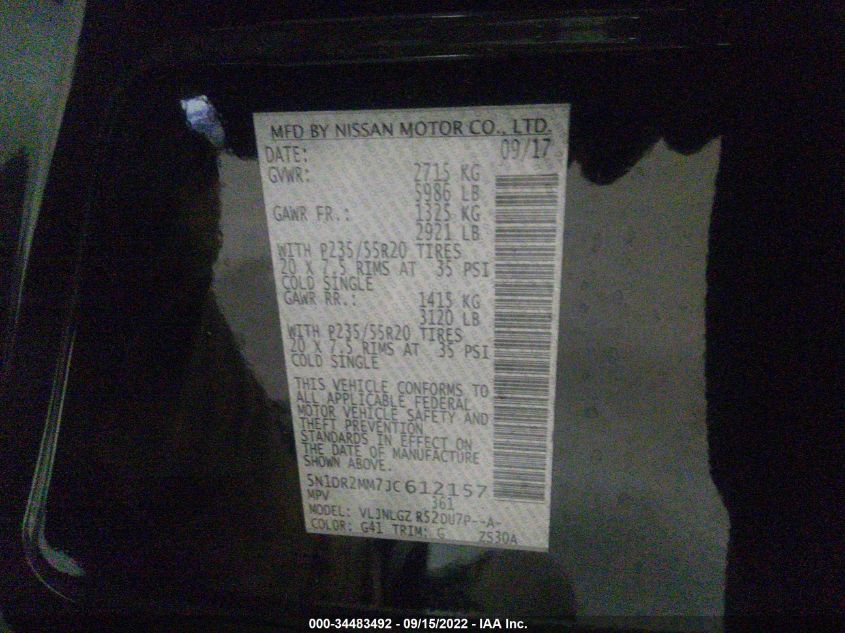 MFD BY NISSAN MOTOR CO., LTD.
DATE: 09/17
GVWR: 2715 KG
5986 LB
GAWR FR.: 1325 KG
2921 LB
WITH P235/55R20 TIRES
20 X 7.5 RIMS AT 35 PSI
COLD SINGLE
GAWR RR.: 1415 KG
3120 LB
WITH P235/55R20 TIRES
20 X 7.5 RIMS AT 35 PSI
COLD SINGLE
THIS VEHICLE CONFORMS TO
ALL APPLICABLE FEDERAL
MOTOR VEHICLE SAFETY AND
THEFT PREVENTION
STANDARDS IN EFFECT ON
THE DATE OF MANUFACTURE
SHOWN ABOVE.
5N1DR2MM7JC612157
MPV 361
MODEL: VLJNLGZ R52DU7P--A-
COLOR: G41 TRIM: G ZS30A
000-34483492 - 09/15/2022 - IAA Inc.